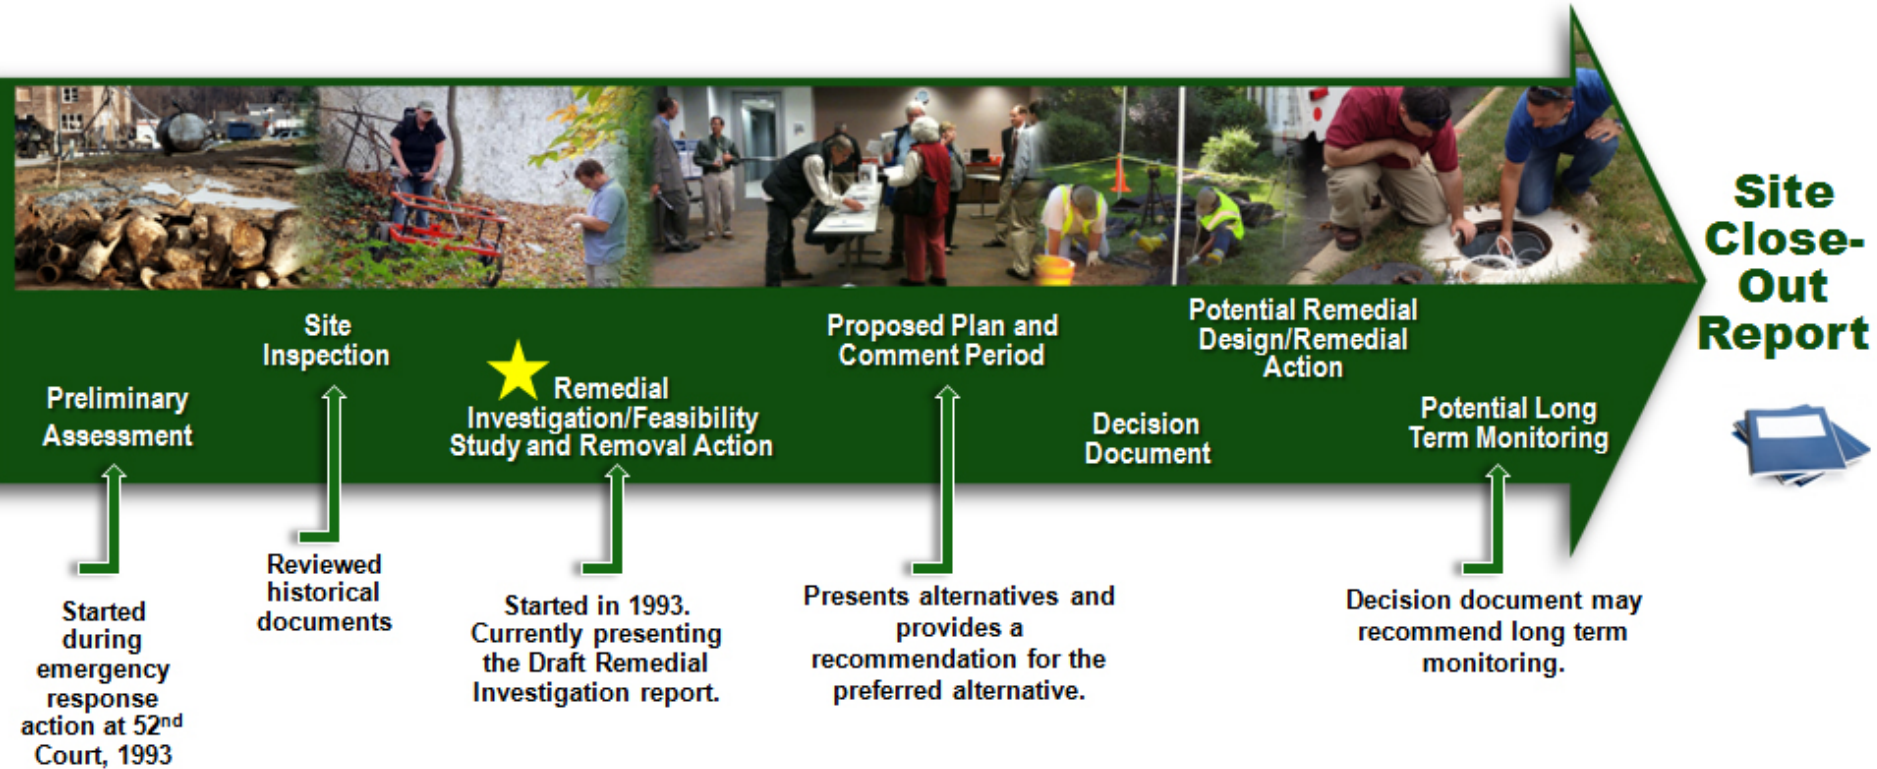 Preliminary
Assessment
Site
Inspection
Remedial
Investigation/Feasibility
Study and Removal Action
Proposed Plan and
Comment Period
Decision
Document
Potential Remedial
Design/Remedial
Action
Potential Long
Term Monitoring
Site
Close-
Out
Report
Started
during
emergency
response
action at 52nd
Court, 1993
Reviewed
historical
documents
Started in 1993.
Currently presenting
the Draft Remedial
Investigation report.
Presents alternatives and
provides a
recommendation for the
preferred alternative.
Decision document may
recommend long term
monitoring.